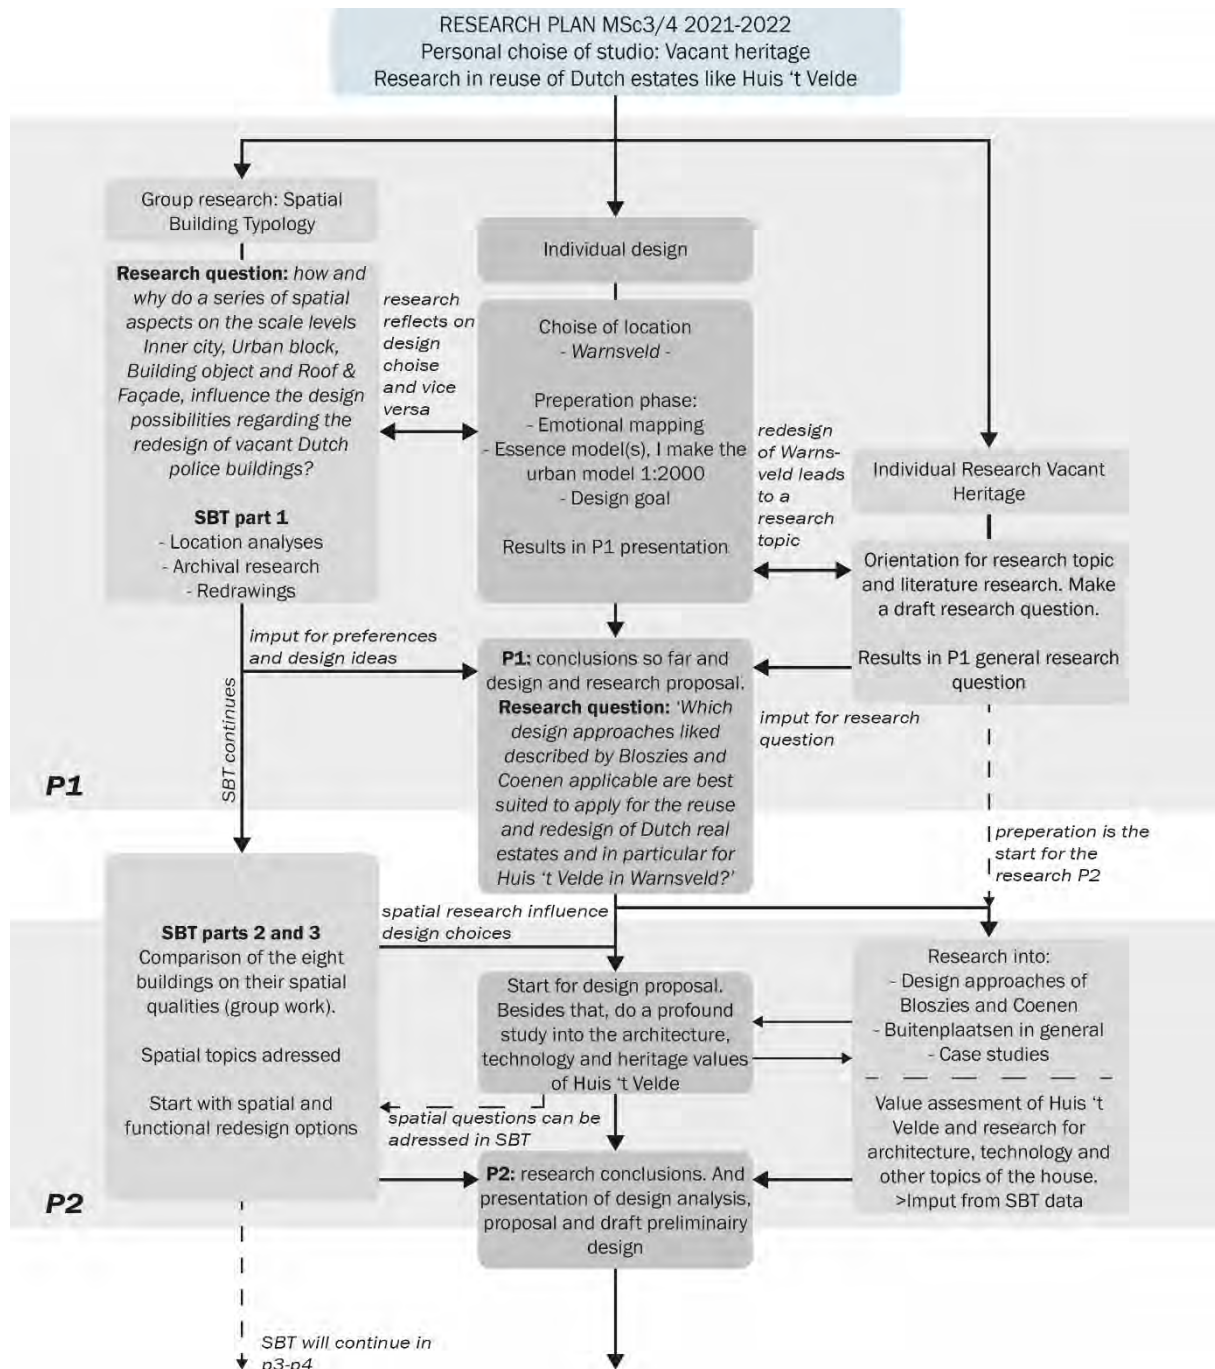 RESEARCH PLAN MSc3/4 2021-2022
Personal choise of studio: Vacant heritage
Research in reuse of Dutch estates like Huis ‘t Velde
Group research: Spatial
Building Typology
Research question: how and
why do a series of spatial
aspects on the scale levels
Inner city, Urban block,
Building object and Roof &
Façade, influence the design
possibilities regarding the
redesign of vacant Dutch
police buildings?
SBT part 1
- Location analyses
- Archival research
- Redrawings
research
reflects on
design
choise
and vice
versa
Individual design
Choise of location
- Warnsveld -
Preperation phase:
- Emotional mapping
- Essence model(s), I make the
urban model 1:2000
- Design goal
Results in P1 presentation
redesign
of Warns-
veld leads
to a
research
topic
Individual Research Vacant
Heritage
Orientation for research topic
and literature research. Make
a draft research question.
Results in P1 general research
question
imput for preferences
and design ideas
P1: conclusions so far and
design and research proposal.
Research question: ‘Which
design approaches liked
described by Bloszies and
Coenen applicable are best
suited to apply for the reuse
and redesign of Dutch real
estates and in particular for
Huis ‘t Velde in Warnsveld?’
imput for research
question
SBT continues
P1
preperation is the
start for the
research P2
SBT parts 2 and 3
Comparison of the eight
buildings on their spatial
qualities (group work).
Spatial topics adressed
Start with spatial and
functional redesign options
spatial research influence
design choices
Start for design proposal.
Besides that, do a profound
study into the architecture,
technology and heritage values
of Huis ‘t Velde
Research into:
- Design approaches of
Bloszies and Coenen
- Buitenplaatsen in general
- Case studies
Value assesment of Huis ‘t
Velde and research for
architecture, technology and
other topics of the house.
>Imput from SBT data
spatial questions can be
adressed in SBT
P2: research conclusions. And
presentation of design analysis,
proposal and draft preliminairy
design
P2
SBT will continue in
p3-p4